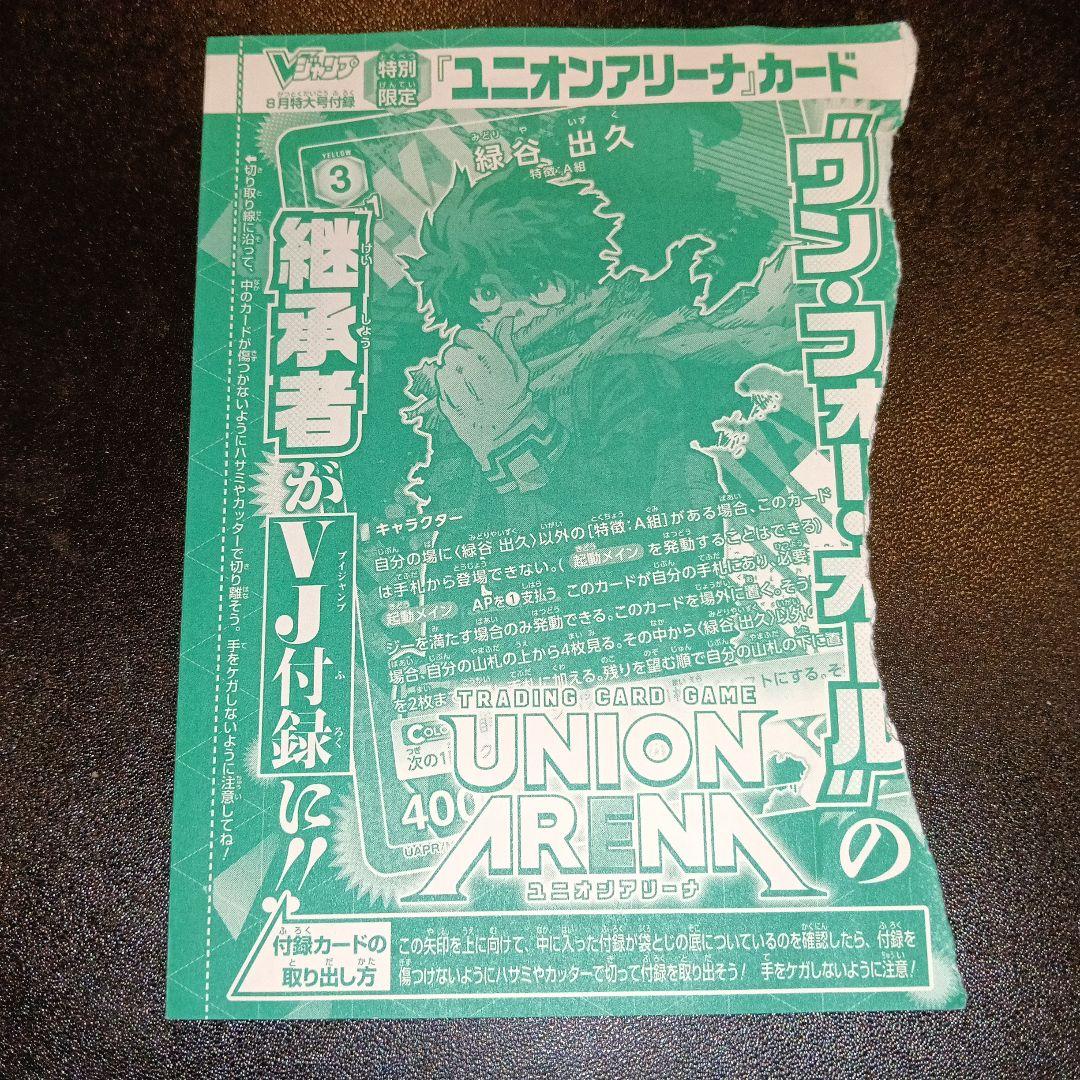 Vジャンプ
8月特大号付録
特別
限定
『ユニオンアリーナ』カード
"ワン・フォー・オール"の
継承者がVJ付録に!!
YELLOW
3
緑谷 出久
特徴:A組
⬆切り取り線に沿って、中のカードが傷つかないようにハサミやカッターで切り離そう。手をケガしないように注意してね!
キャラクター
自分の場に〈緑谷 出久〉以外の[特徴:A組]がある場合、このカード
は手札から登場できない。(起動メインを発動することはできる)
起動メイン APを1支払う。このカードが自分の手札にあり、必要
ジーを満たす場合のみ発動できる。このカードを場外に置く。そう
場合、自分の山札の上から4枚見る。その中から〈緑谷 出久〉以外
を2枚ま 手札に加える。残りを望む順で自分の山札の下に置
ストにする。そ
COLO
次の1
400
UAPR/
TRADING CARD GAME
UNION
ARENA
ユニオンアリーナ
付録カードの
取り出し方
この矢印を上に向けて、中に入った付録が袋とじの底についているのを確認したら、付録を
傷つけないようにハサミやカッターで切って付録を取り出そう! 手をケガしないように注意!